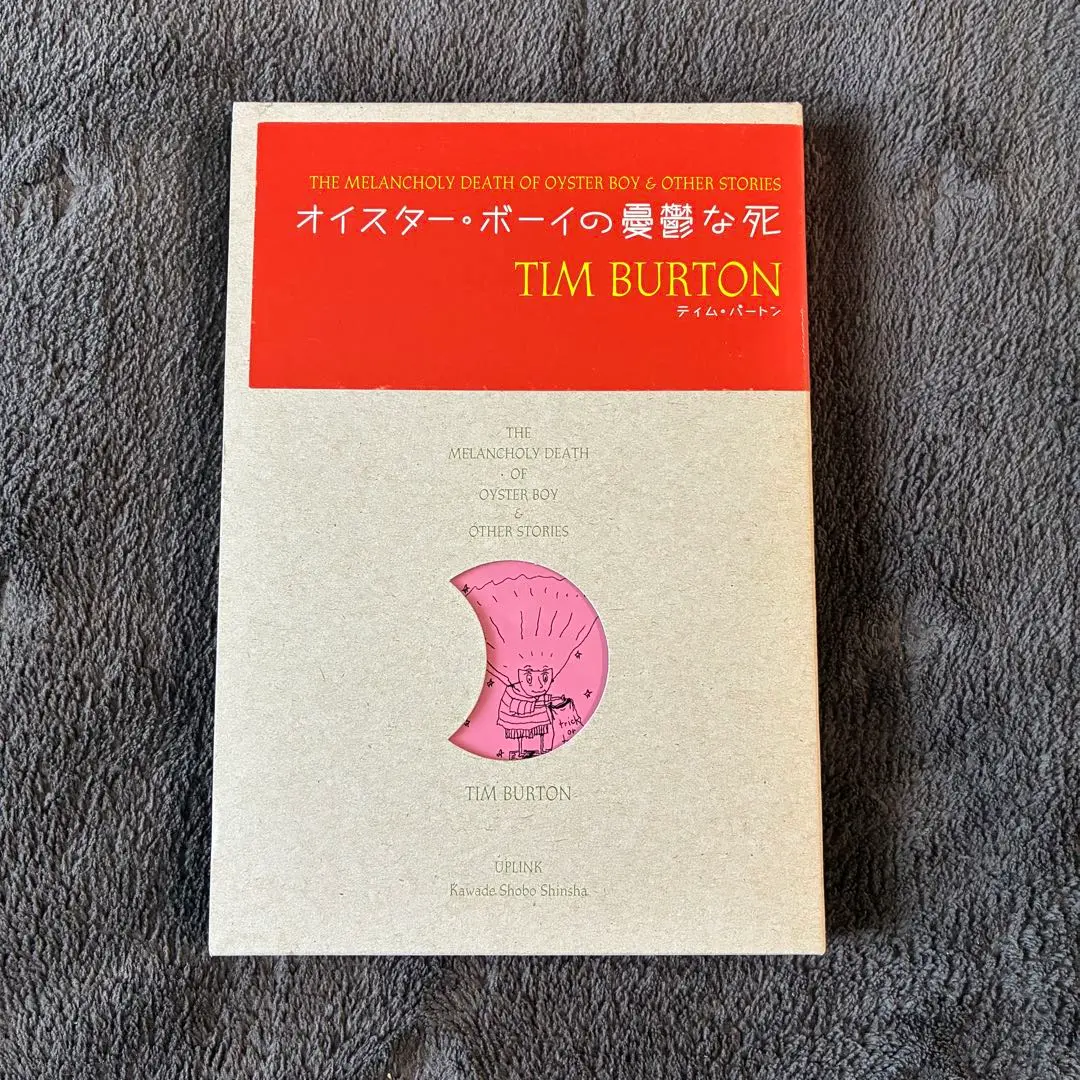 THE MELANCHOLY DEATH OF OYSTER BOY & OTHER STORIES
オイスター・ボーイの憂鬱な死
TIM BURTON
ティム・バートン
THE
MELANCHOLY DEATH
・OF
OYSTER BOY
&
OTHER STORIES
trick
or
TIM BURTON
UPLINK
Kawade Shobo Shinsha